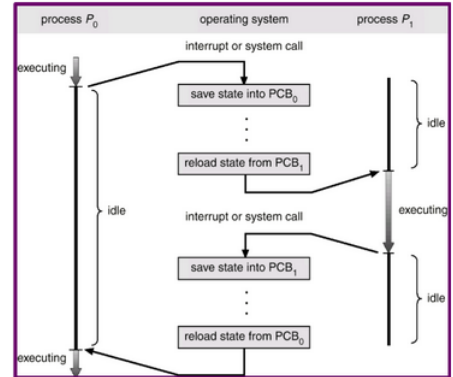 process P0 operating system process P1
interrupt or system call
executing
save state into PCB0
idle
reload state from PCB1
idle
interrupt or system call
executing
save state into PCB1
idle
reload state from PCB0
executing